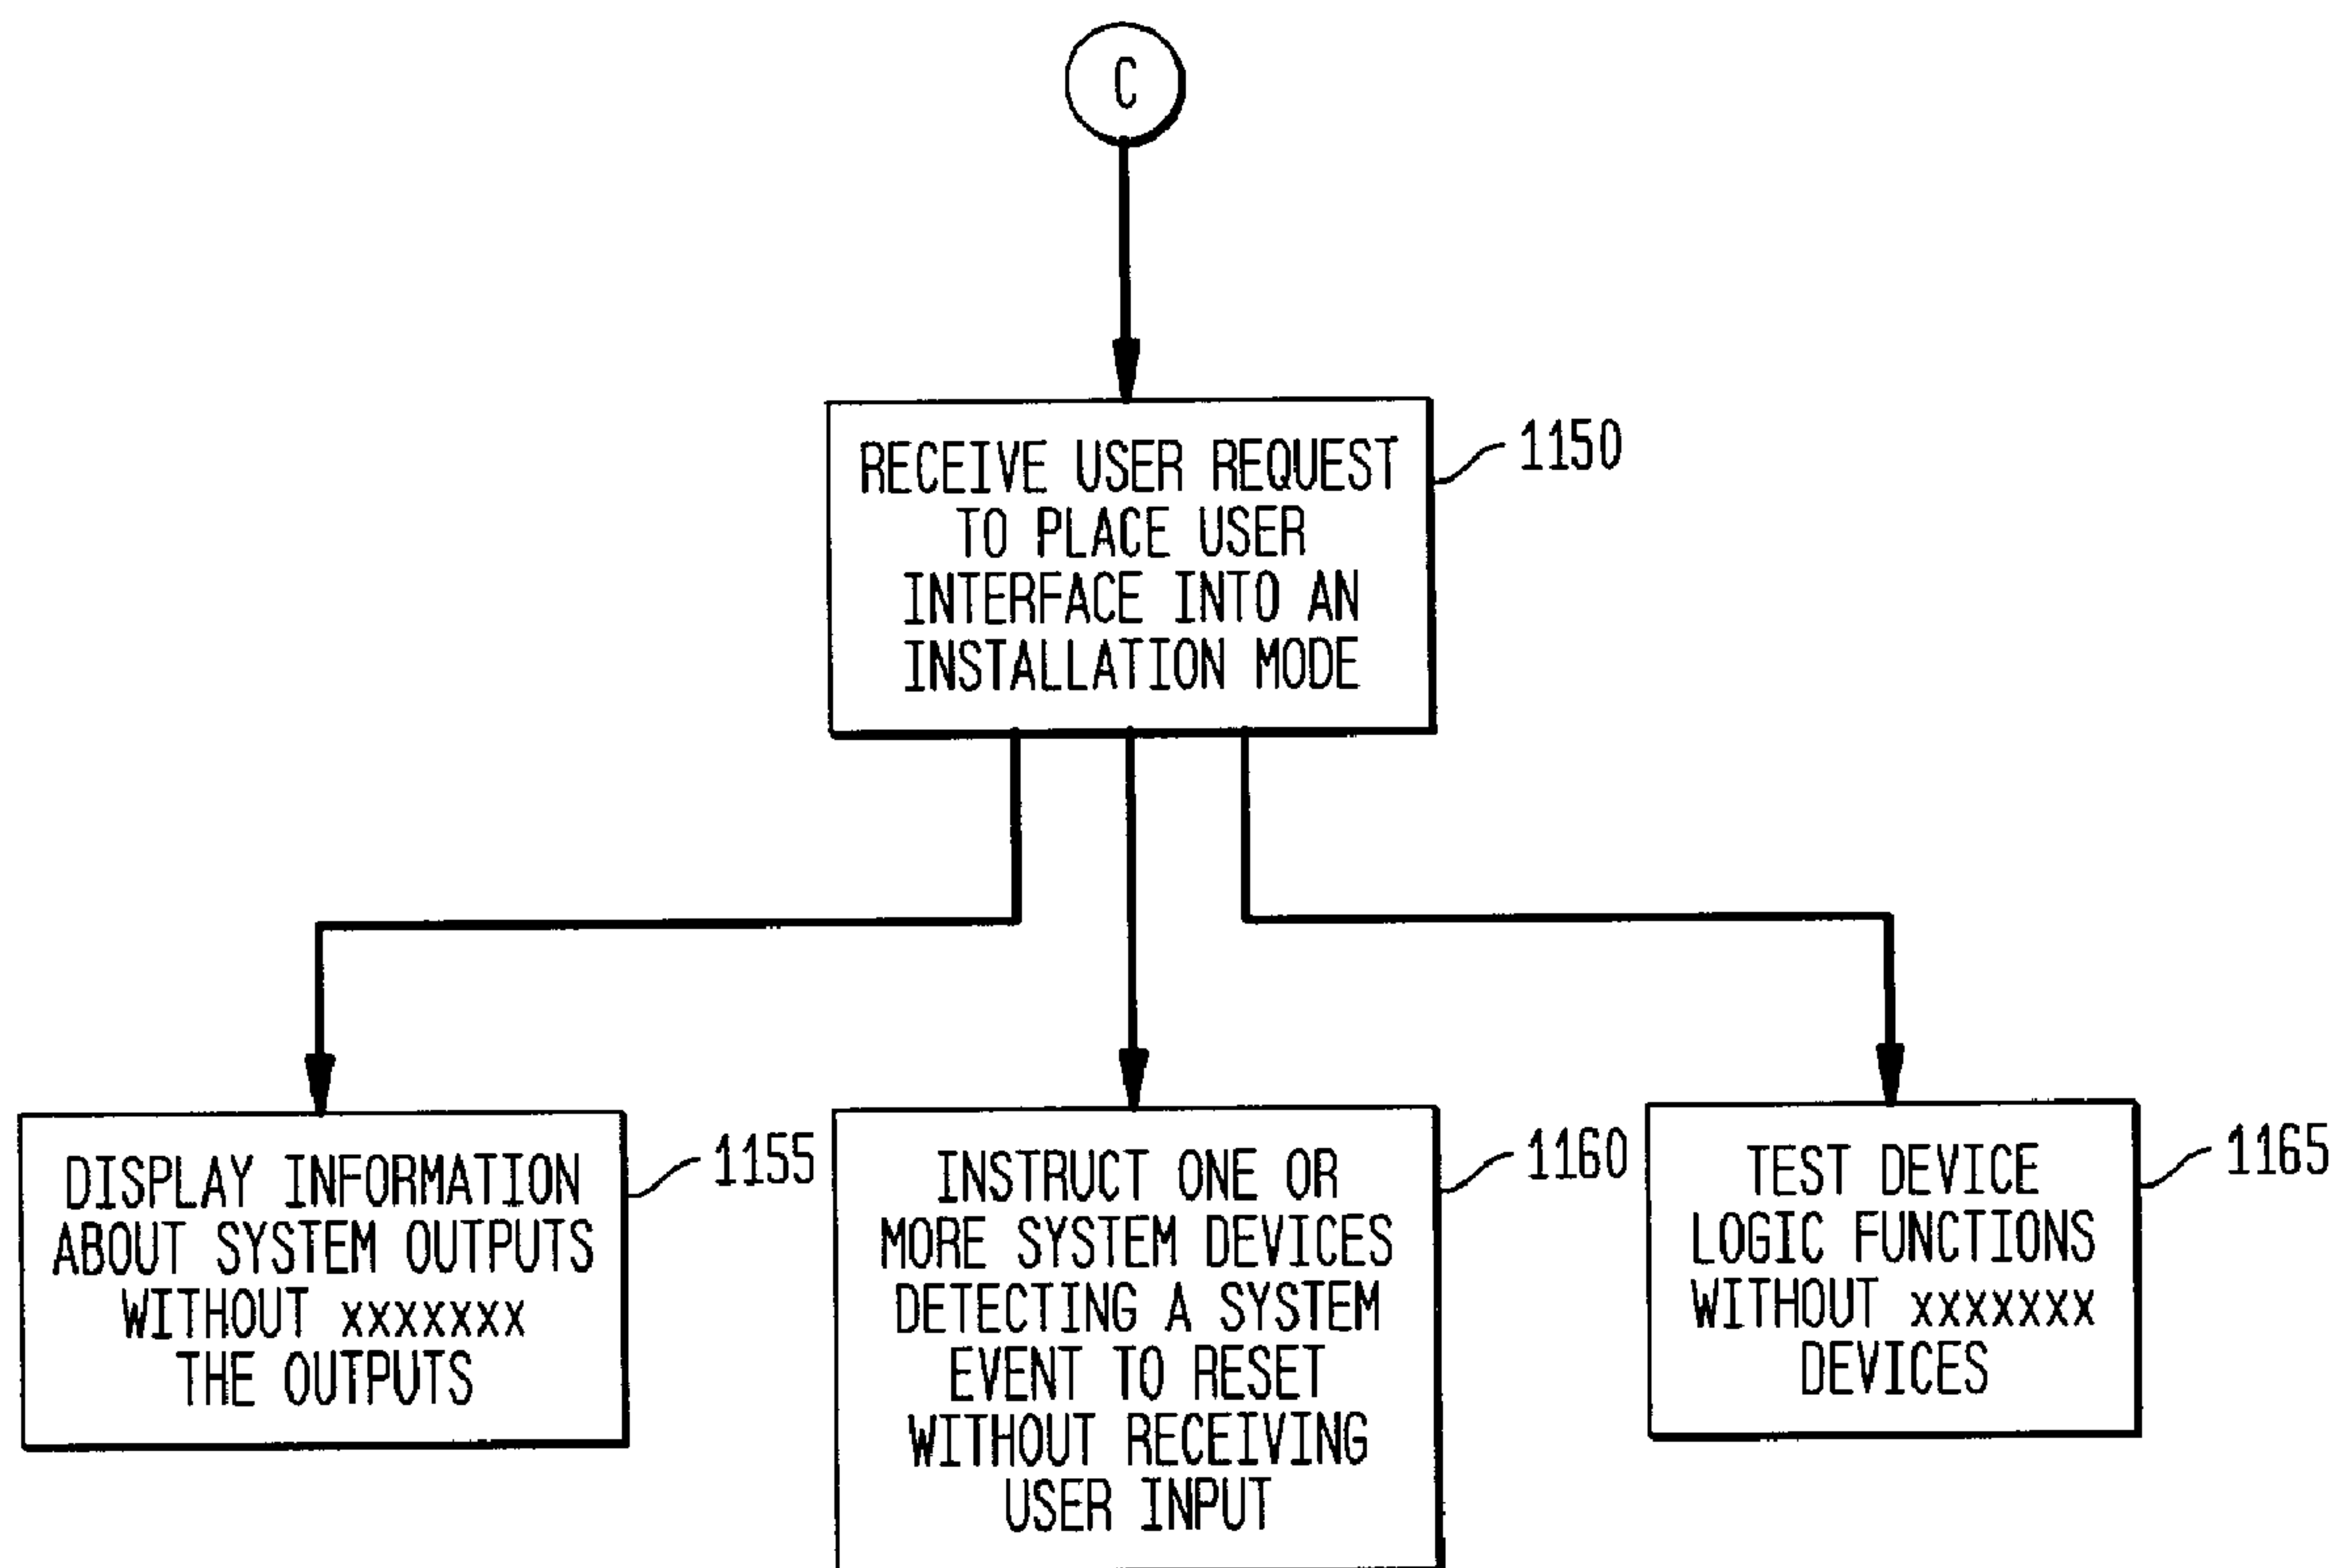 C
RECEIVE USER REQUEST
TO PLACE USER
INTERFACE INTO AN
INSTALLATION MODE
1150
DISPLAY INFORMATION
ABOUT SYSTEM OUTPUTS
WITHOUT xxxxxxx
THE OUTPUTS
1155
INSTRUCT ONE OR
MORE SYSTEM DEVICES
DETECTING A SYSTEM
EVENT TO RESET
WITHOUT RECEIVING
USER INPUT
1160
TEST DEVICE
LOGIC FUNCTIONS
WITHOUT xxxxxxx
DEVICES
1165